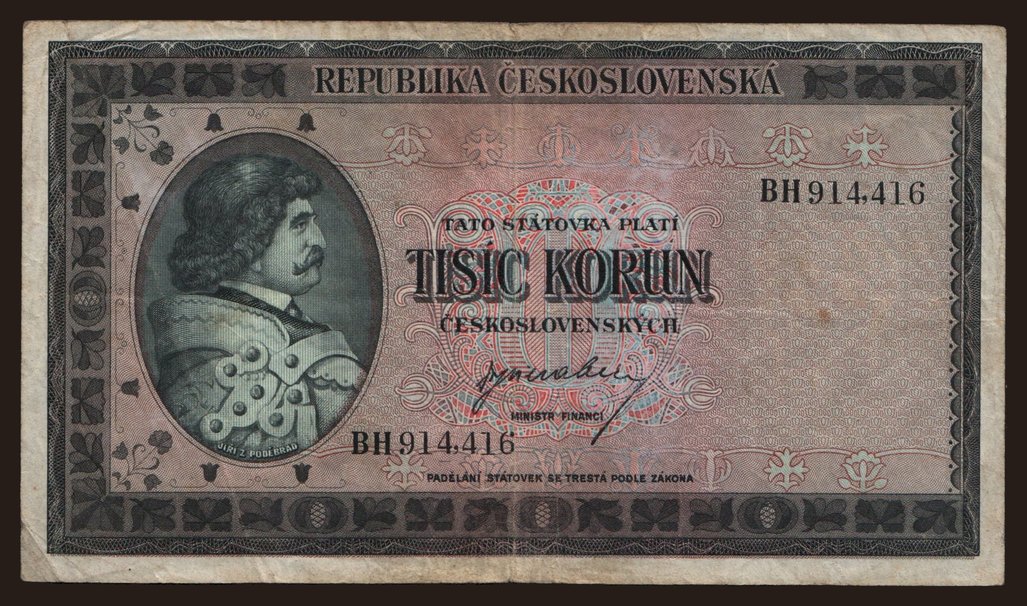 REPUBLIKA ČESKOSLOVENSKÁ
BH 914,416
TATO STÁTOVKA PLATÍ
TISÍC KORUN
ČESKOSLOVENSKÝCH
MINISTR FINANCÍ
BH 914,416
JIŘÍ Z PODĚBRAD
PADĚLÁNÍ STÁTOVEK SE TRESTÁ PODLE ZÁKONA